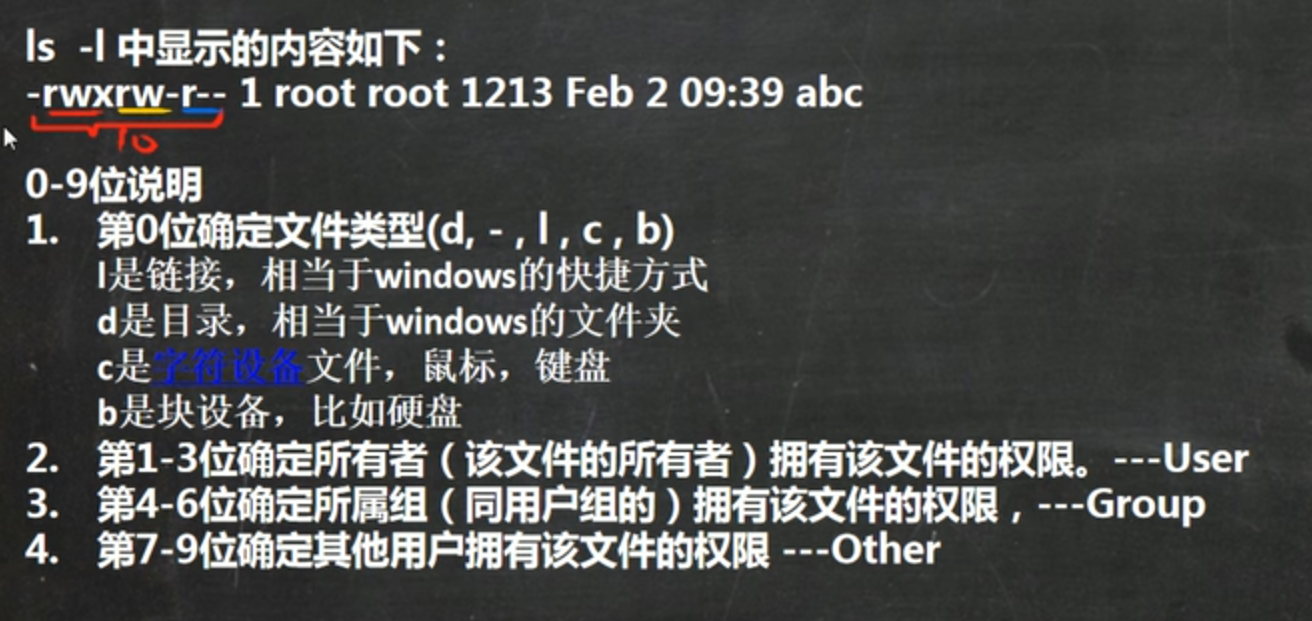 ls -l 中显示的内容如下：
-rwxrw-r-- 1 root root 1213 Feb 2 09:39 abc
10
0-9位说明
1. 第0位确定文件类型(d, - , l , c , b)
l是链接，相当于windows的快捷方式
d是目录，相当于windows的文件夹
c是字符设备文件，鼠标，键盘
b是块设备，比如硬盘
2. 第1-3位确定所有者（该文件的所有者）拥有该文件的权限。---User
3. 第4-6位确定所属组（同用户组的）拥有该文件的权限，---Group
4. 第7-9位确定其他用户拥有该文件的权限 ---Other